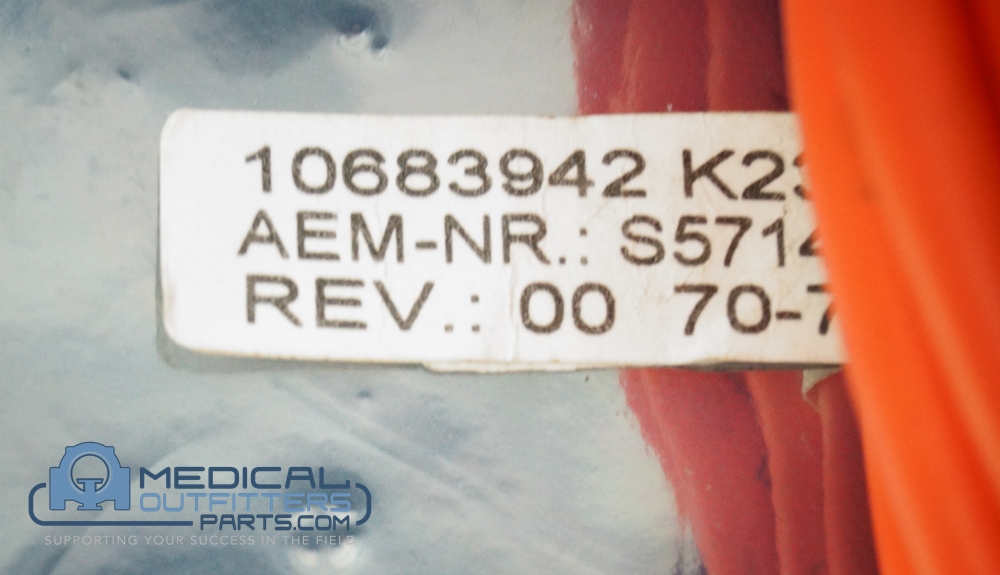 10683942 K23
AEM-NR.: S5714
REV.: 00 70-7
MEDICAL
OUTFITTERS
PARTS.COM
SUPPORTING YOUR SUCCESS IN THE FIELD